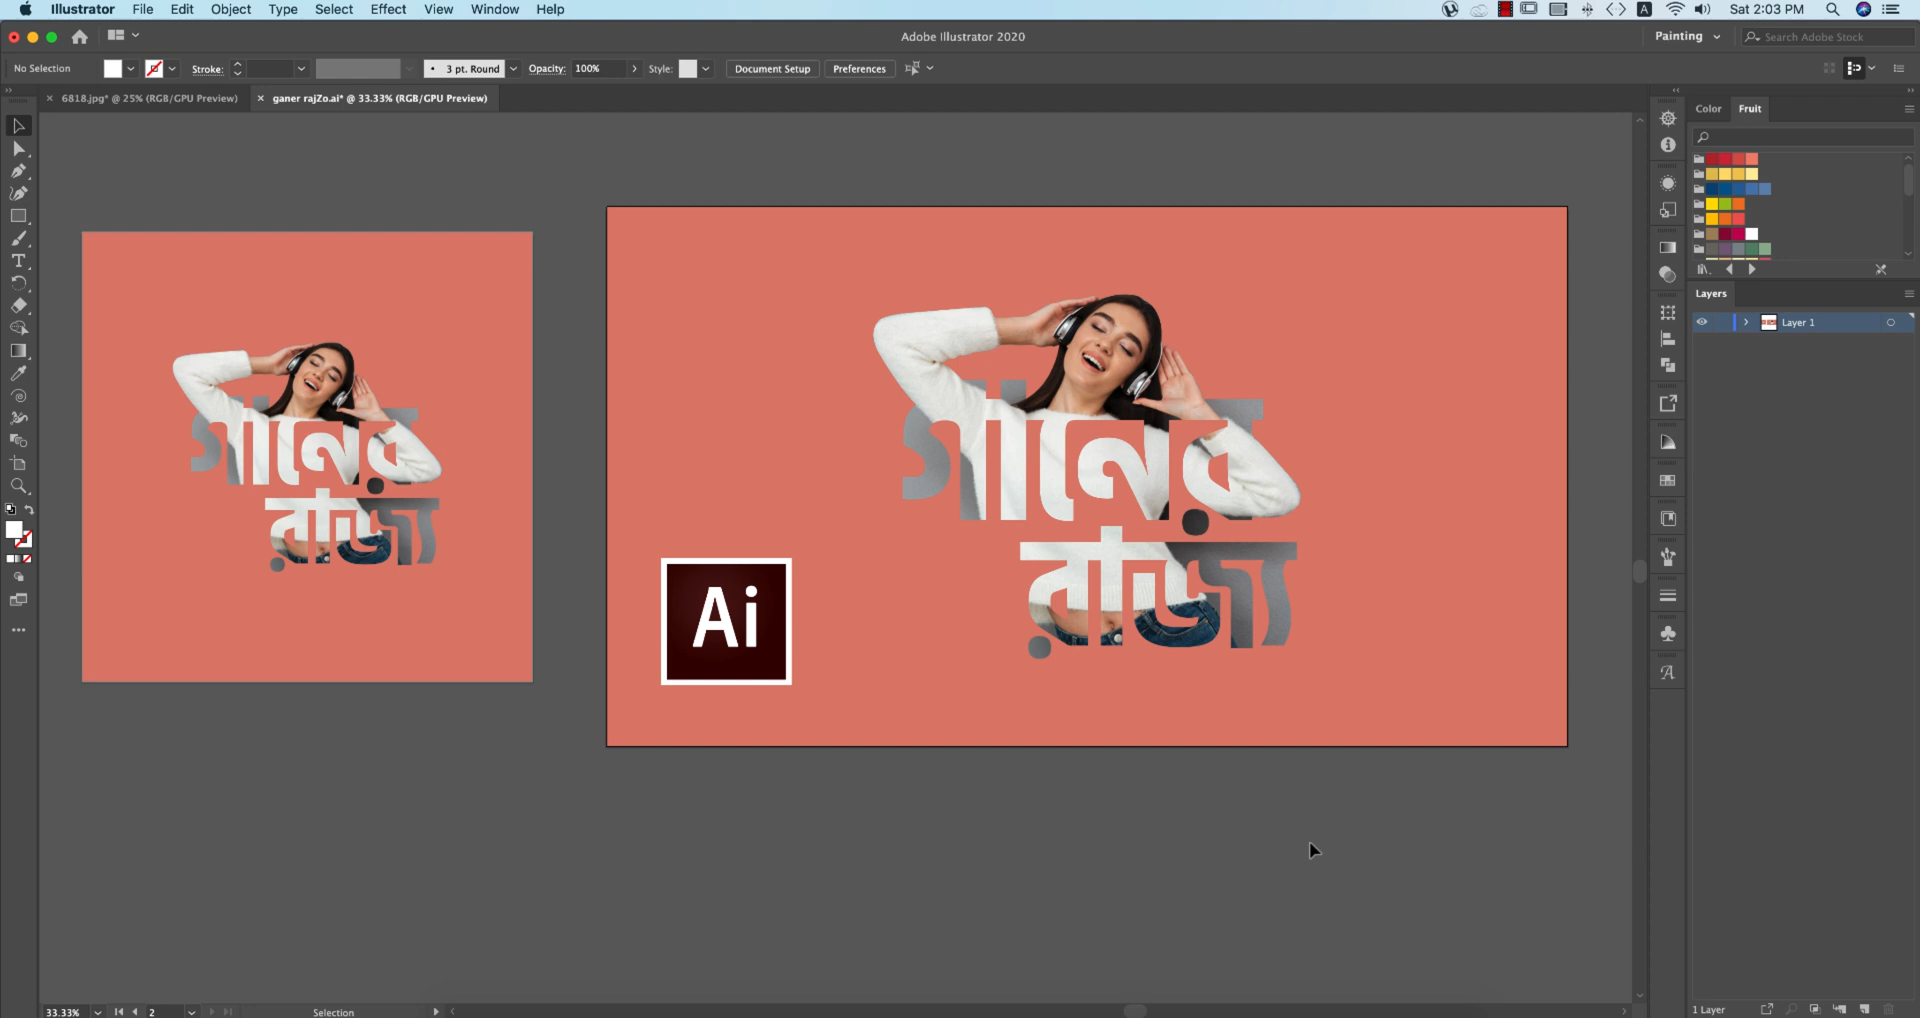 Illustrator File Edit Object Type Select Effect View Window Help A Sat 2:03 PM
Adobe Illustrator 2020
Painting
Search Adobe Stock
No Selection Stroke: 3 pt. Round Opacity: 100% Style: Document Setup Preferences
6818.jpg* @ 25% (RGB/GPU Preview)
ganer rajZo.ai* @ 33.33% (RGB/GPU Preview)
Color Fruit
Layers
Layer 1
গানের
রাজ্য
গানের
রাজ্য
Ai
33.33% 2 Selection
1 Layer